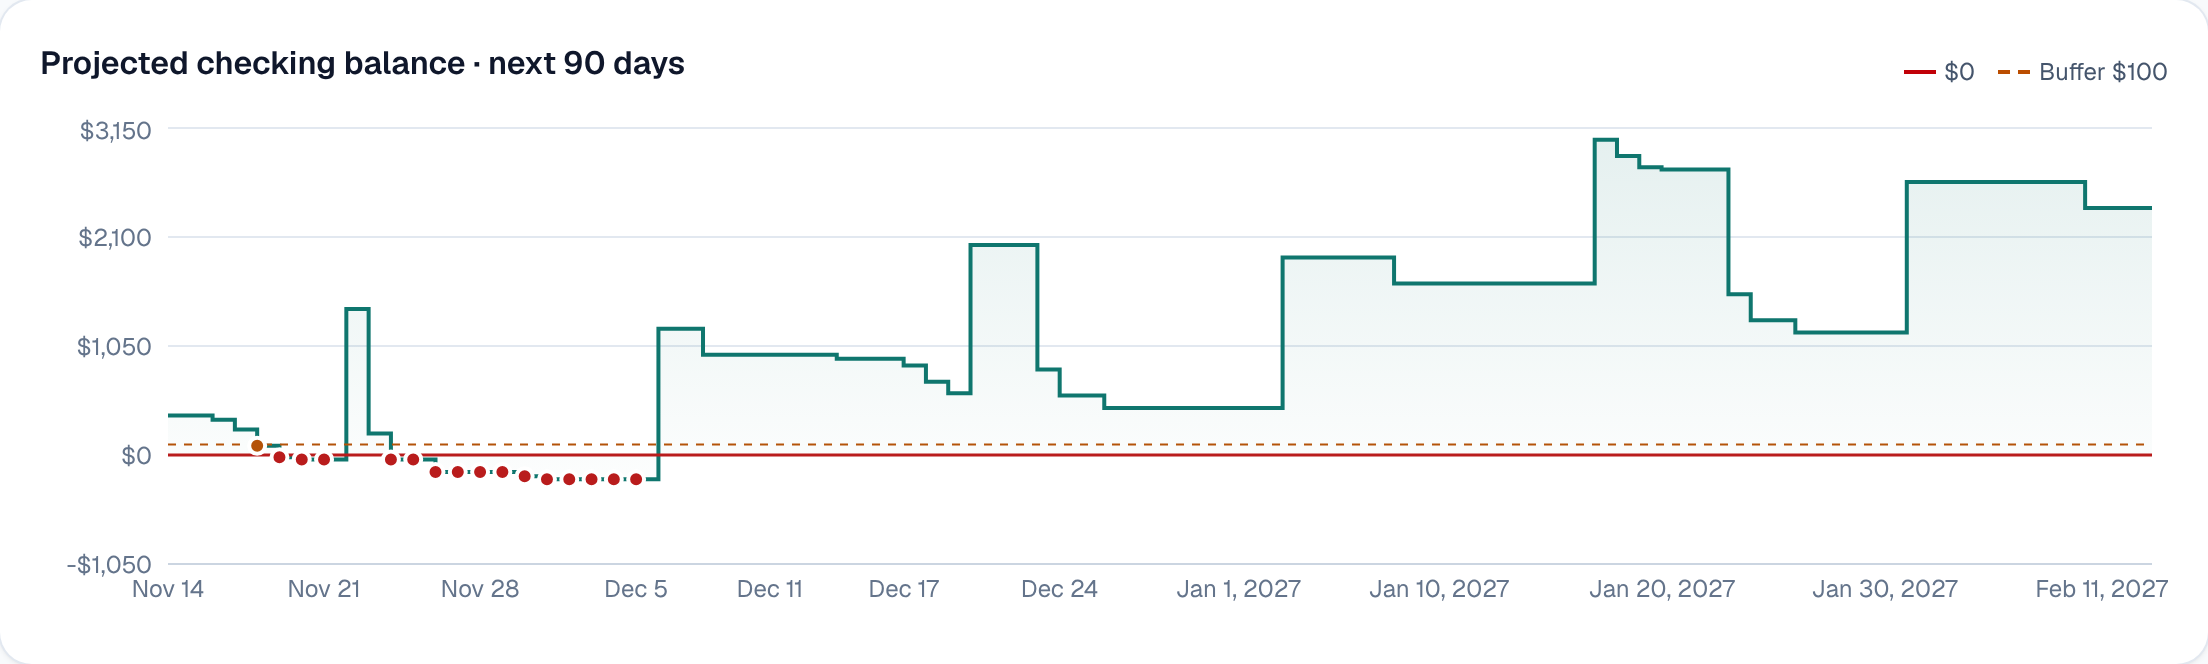 Projected checking balance · next 90 days
$0
Buffer $100
$3,150
$2,100
$1,050
$0
-$1,050
Nov 14
Nov 21
Nov 28
Dec 5
Dec 11
Dec 17
Dec 24
Jan 1, 2027
Jan 10, 2027
Jan 20, 2027
Jan 30, 2027
Feb 11, 2027